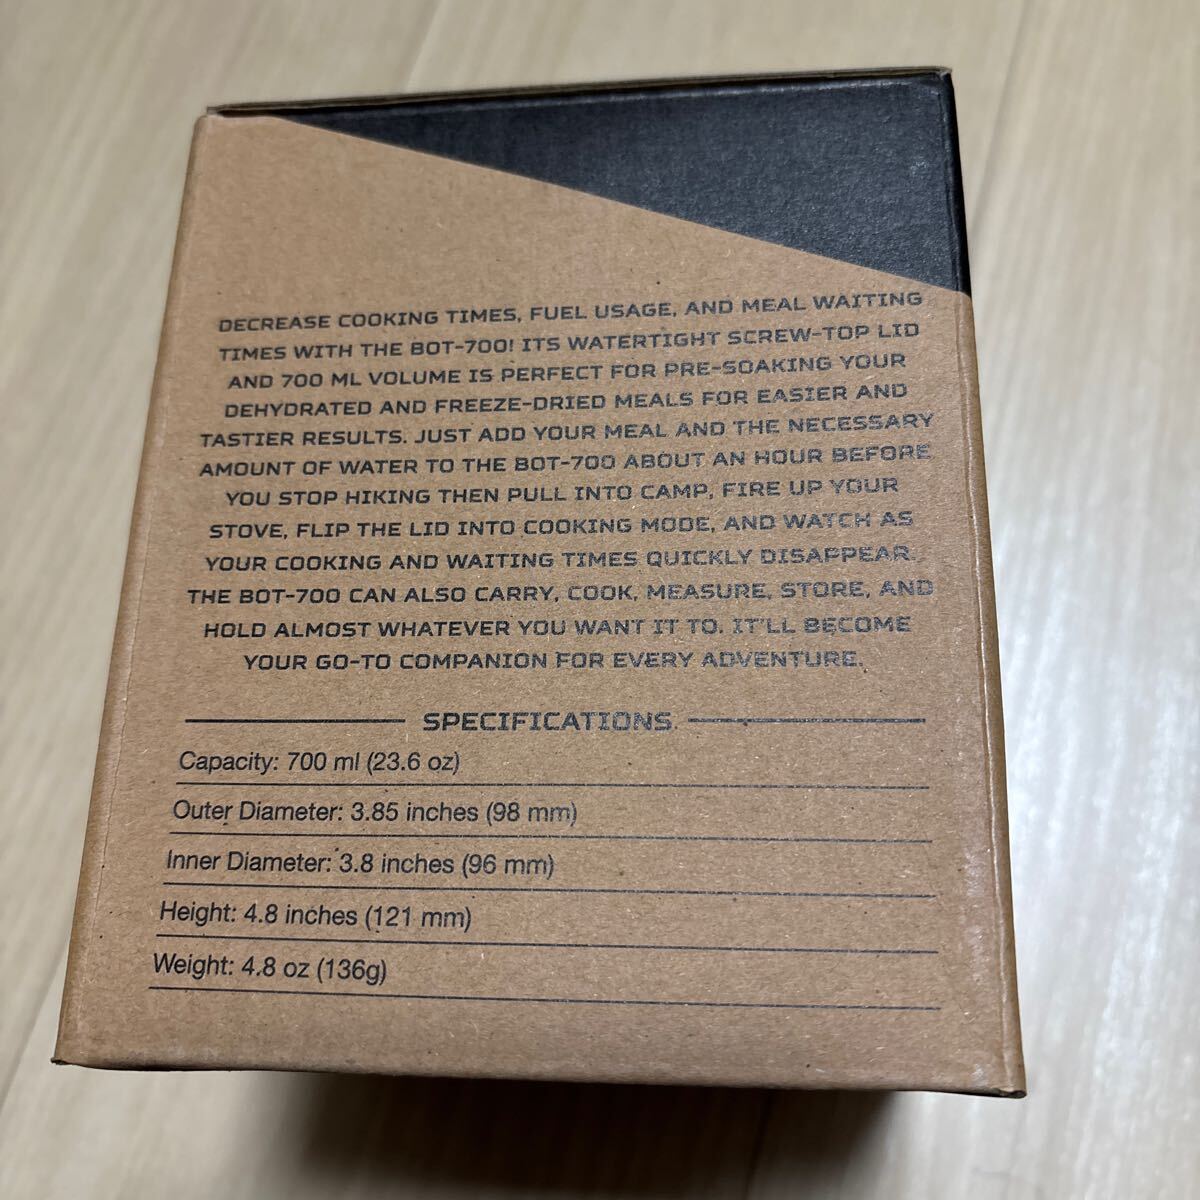 DECREASE COOKING TIMES, FUEL USAGE, AND MEAL WAITING
TIMES WITH THE BOT-700! ITS WATERTIGHT SCREW-TOP LID
AND 700 ML VOLUME IS PERFECT FOR PRE-SOAKING YOUR
DEHYDRATED AND FREEZE-DRIED MEALS FOR EASIER AND
TASTIER RESULTS. JUST ADD YOUR MEAL AND THE NECESSARY
AMOUNT OF WATER TO THE BOT-700 ABOUT AN HOUR BEFORE
YOU STOP HIKING THEN PULL INTO CAMP, FIRE UP YOUR
STOVE, FLIP THE LID INTO COOKING MODE, AND WATCH AS
YOUR COOKING AND WAITING TIMES QUICKLY DISAPPEAR.
THE BOT-700 CAN ALSO CARRY, COOK, MEASURE, STORE, AND
HOLD ALMOST WHATEVER YOU WANT IT TO. IT'LL BECOME
YOUR GO-TO COMPANION FOR EVERY ADVENTURE.
SPECIFICATIONS
Capacity: 700 ml (23.6 oz)
Outer Diameter: 3.85 inches (98 mm)
Inner Diameter: 3.8 inches (96 mm)
Height: 4.8 inches (121 mm)
Weight: 4.8 oz (136g)